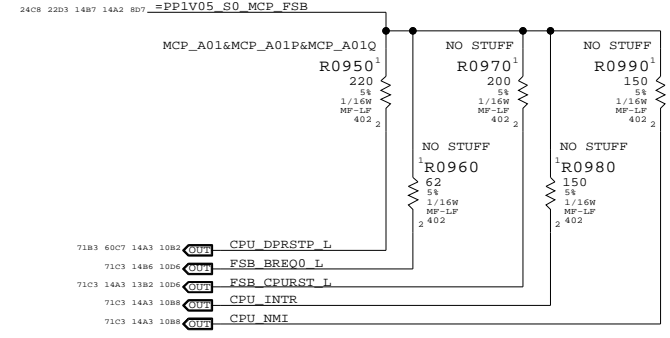 24C8 22D3 14B7 14A2 8D7 =PP1V05_S0_MCP_FSB
MCP_A01&MCP_A01P&MCP_A01Q
NO STUFF
NO STUFF
R0950 1
220
5%
1/16W
MF-LF
402 2
R0970 1
200
5%
1/16W
MF-LF
402 2
R0990 1
150
5%
1/16W
MF-LF
402 2
NO STUFF
1 R0960
62
5%
1/16W
MF-LF
2 402
NO STUFF
1 R0980
150
5%
1/16W
MF-LF
2 402
71B3 60C7 14A3 10B2 OUT CPU_DPRSTP_L
71C3 14B6 10D6 OUT FSB_BREQ0_L
71C3 14A3 13B2 10D6 OUT FSB_CPURST_L
71C3 14A3 10B8 OUT CPU_INTR
71C3 14A3 10B8 OUT CPU_NMI